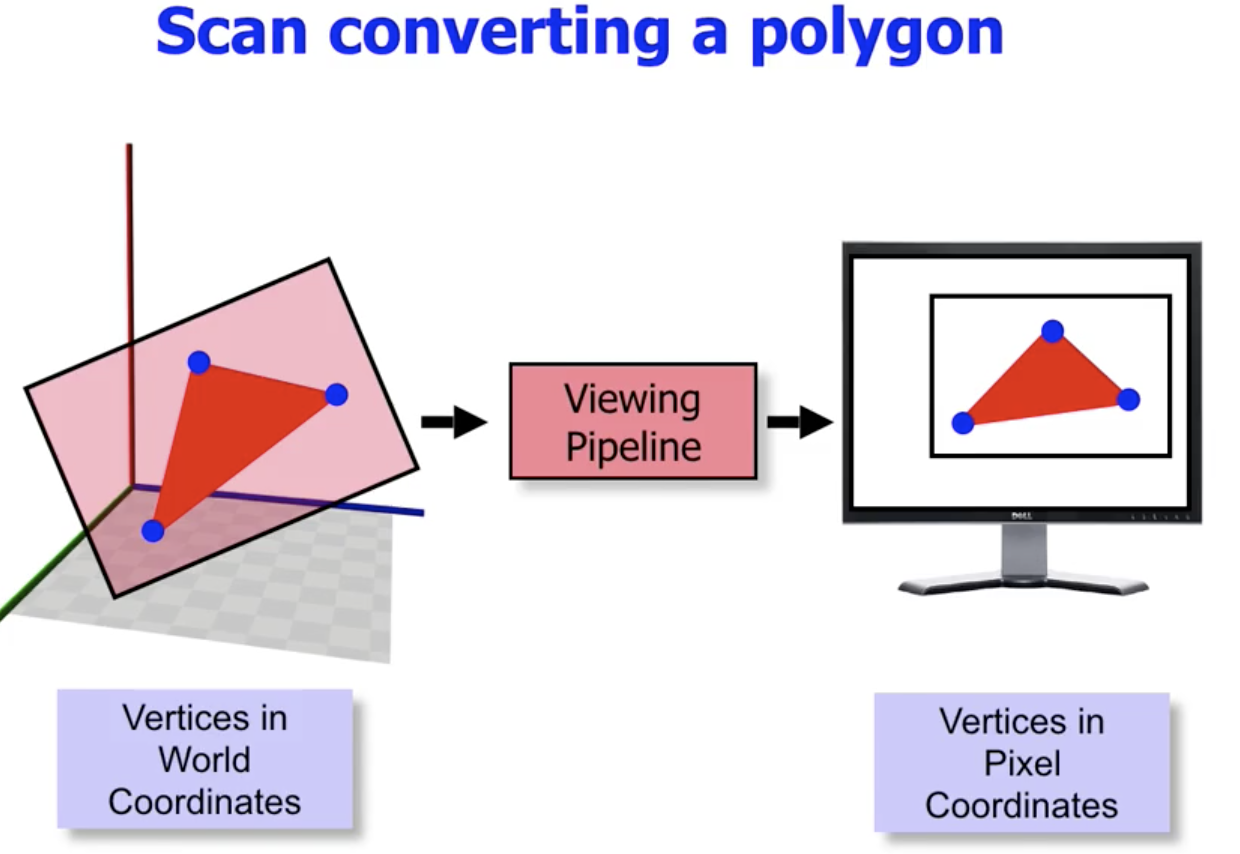 Scan converting a polygon
Viewing
Pipeline
DELL
Vertices in
World
Coordinates
Vertices in
Pixel
Coordinates